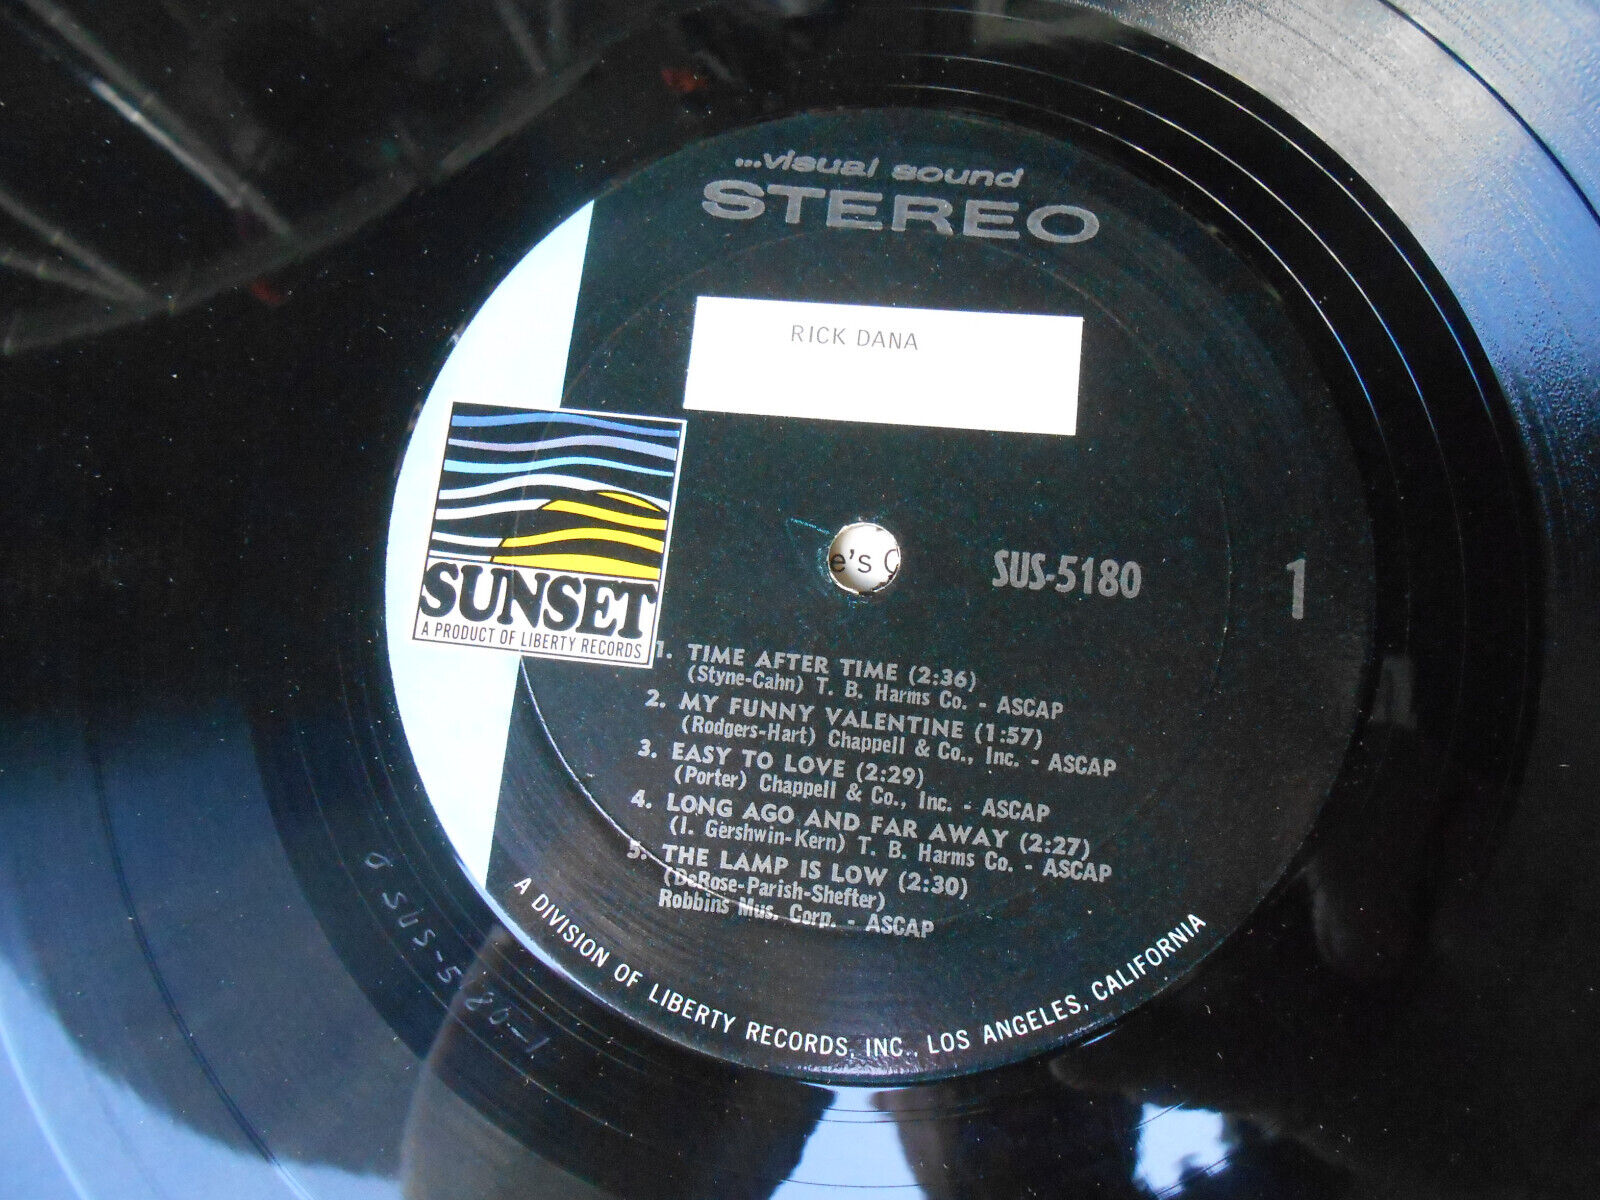 ...visual sound
STEREO
RICK DANA
SUNSET
A PRODUCT OF LIBERTY RECORDS
e's
SUS-5180
1
1. TIME AFTER TIME (2:36)
(Styne-Cahn) T. B. Harms Co. - ASCAP
2. MY FUNNY VALENTINE (1:57)
(Rodgers-Hart) Chappell & Co., Inc. - ASCAP
3. EASY TO LOVE (2:29)
(Porter) Chappell & Co., Inc. - ASCAP
4. LONG AGO AND FAR AWAY (2:27)
(I. Gershwin-Kern) T. B. Harms Co. - ASCAP
5. THE LAMP IS LOW (2:30)
(DeRose-Parish-Shefter)
Robbins Mus. Corp. - ASCAP
A DIVISION OF LIBERTY RECORDS, INC., LOS ANGELES, CALIFORNIA